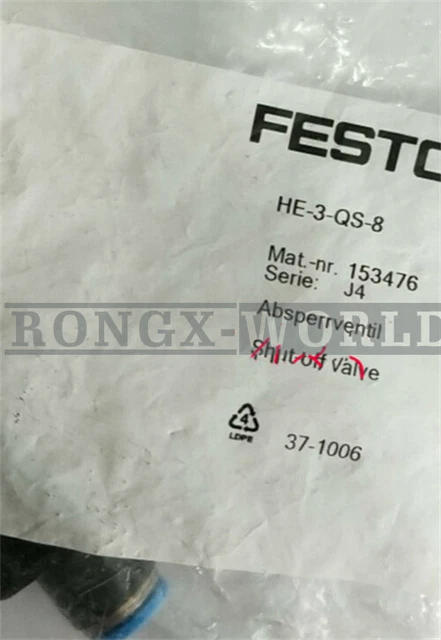 FESTO
HE-3-QS-8
Mat.-nr. 153476
Serie: J4
Absperrventil
RONGX-WORLD
Shut off valve
4
LDPE
37-1006